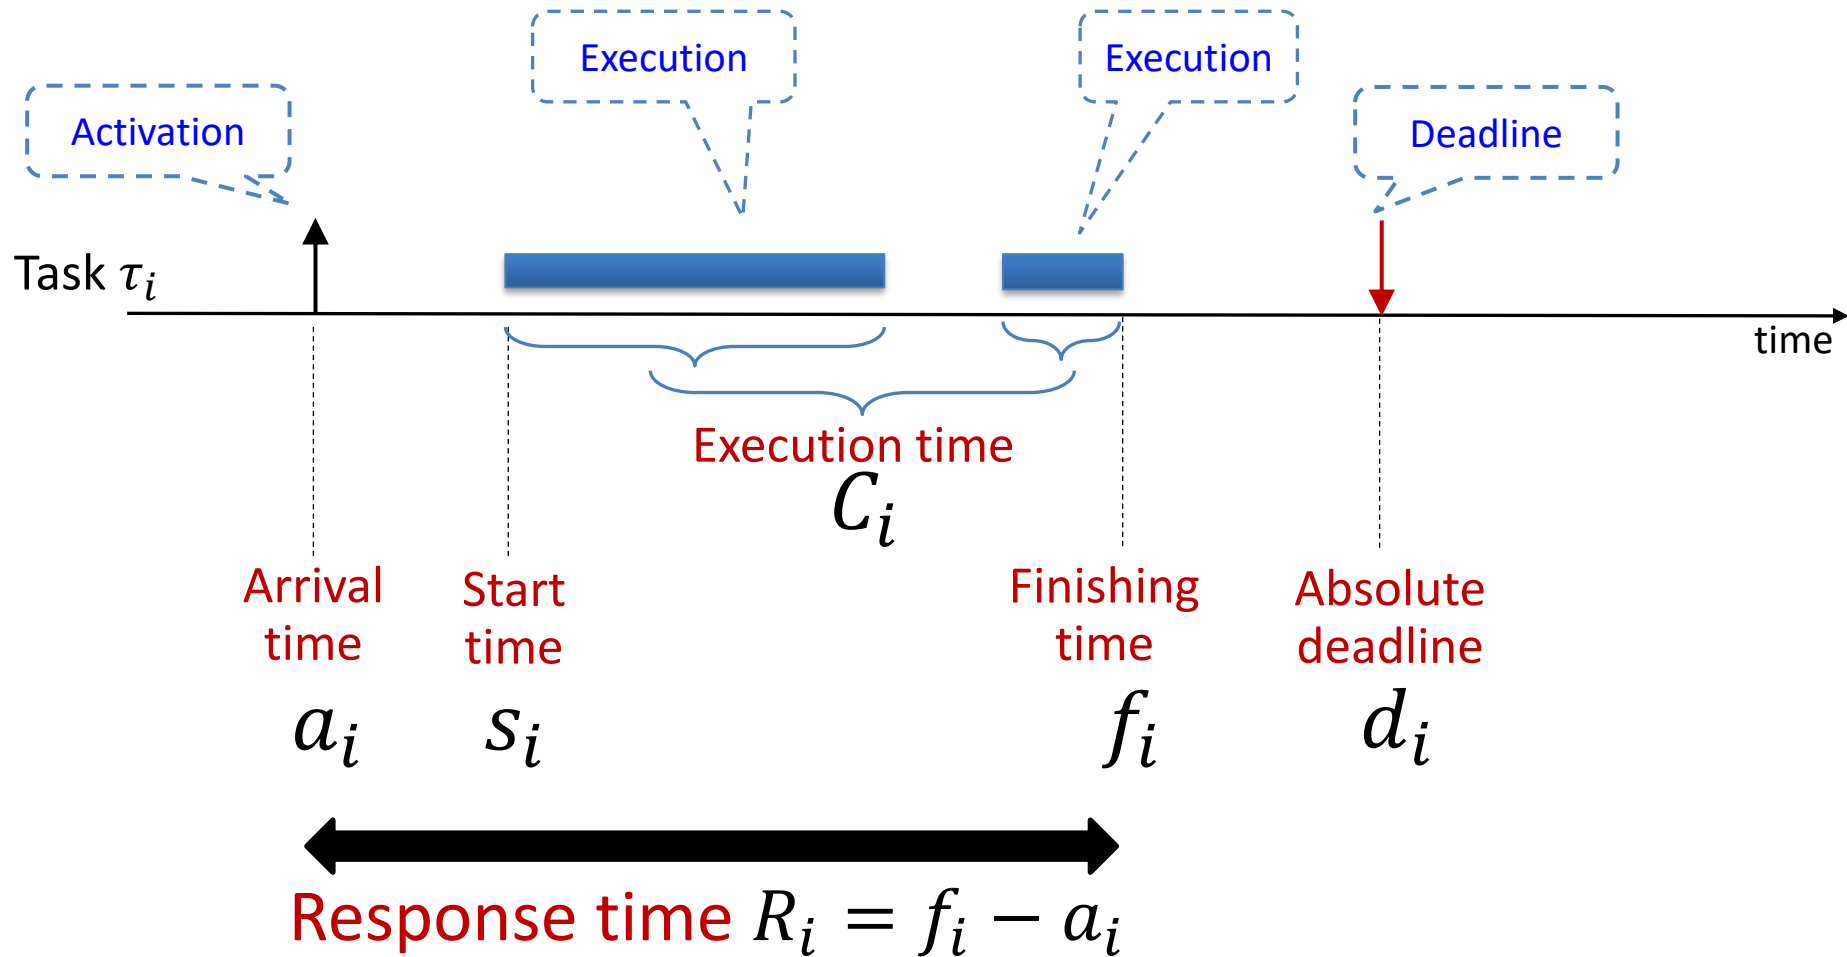 Execution
Execution
Activation
Deadline
Task τᵢ
time
Execution time
Cᵢ
Arrival
time
Start
time
Finishing
time
Absolute
deadline
aᵢ
sᵢ
fᵢ
dᵢ
Response time Rᵢ = fᵢ − aᵢ